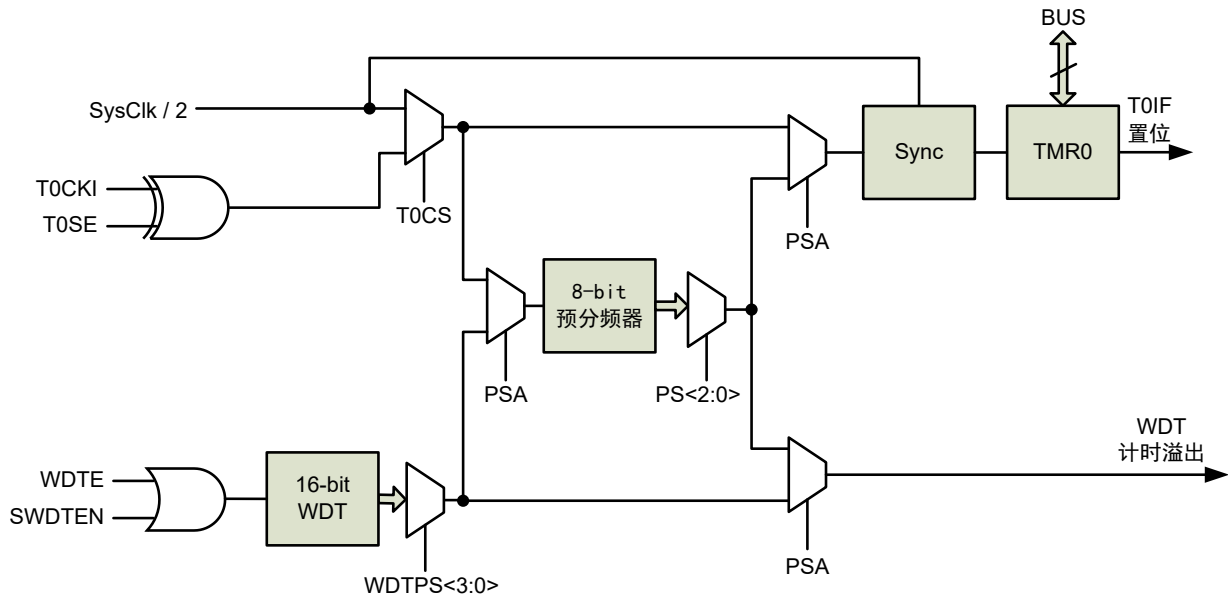 BUS
SysClk / 2
T0IF
置位
Sync
TMR0
T0CKI
T0SE
T0CS
PSA
8-bit
预分频器
PSA
PS<2:0>
WDT
计时溢出
WDTE
SWDTEN
16-bit
WDT
PSA
WDTPS<3:0>